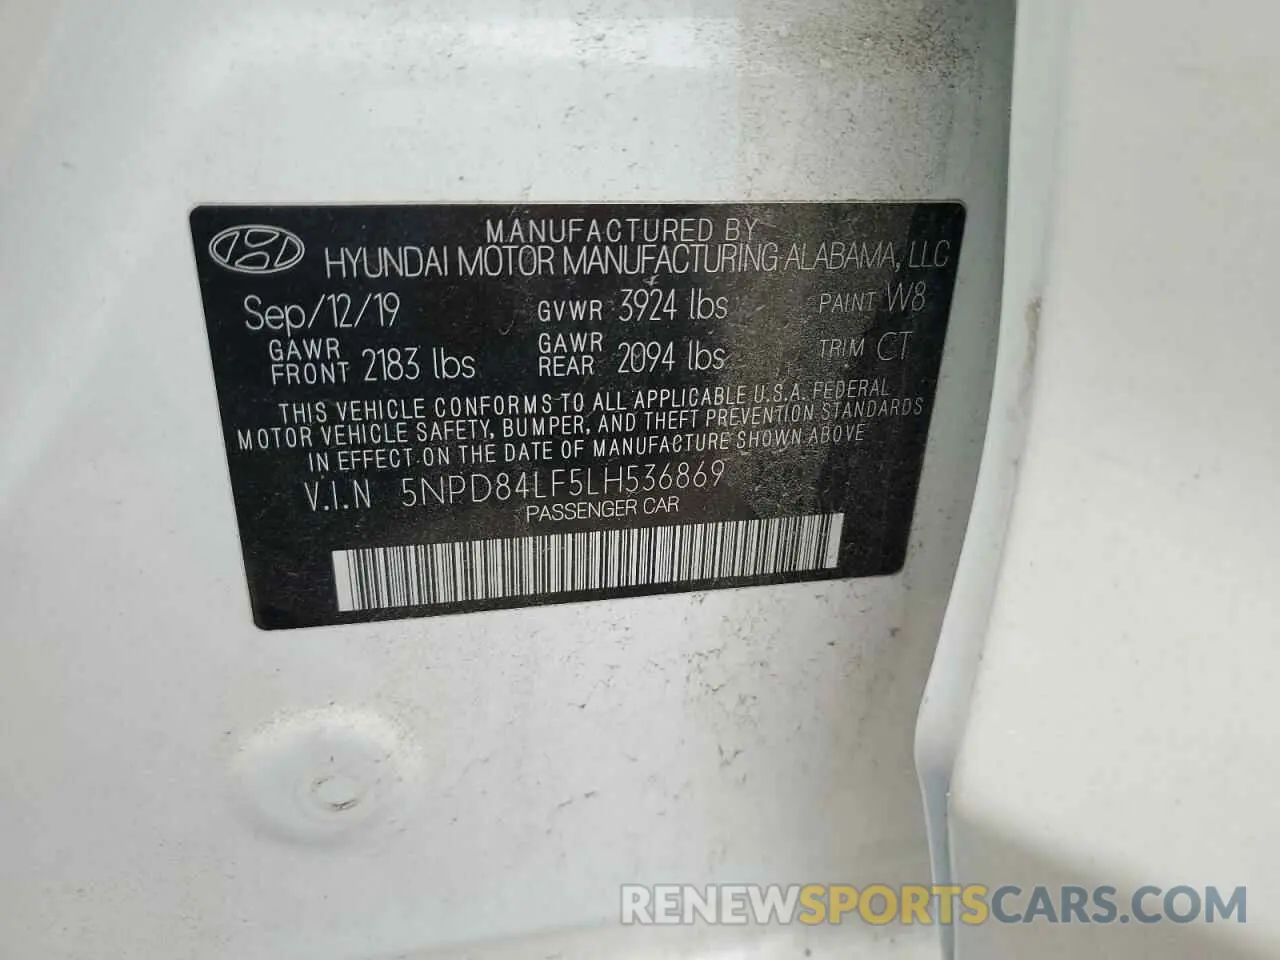 MANUFACTURED BY
HYUNDAI MOTOR MANUFACTURING ALABAMA, LLC
Sep/12/19 GVWR 3924 lbs PAINT W8
GAWR FRONT 2183 lbs GAWR REAR 2094 lbs TRIM CT
THIS VEHICLE CONFORMS TO ALL APPLICABLE U.S.A. FEDERAL
MOTOR VEHICLE SAFETY, BUMPER, AND THEFT PREVENTION STANDARDS
IN EFFECT ON THE DATE OF MANUFACTURE SHOWN ABOVE
V.I.N 5NPD84LF5LH536869
PASSENGER CAR
RENEWSPORTSCARS.COM